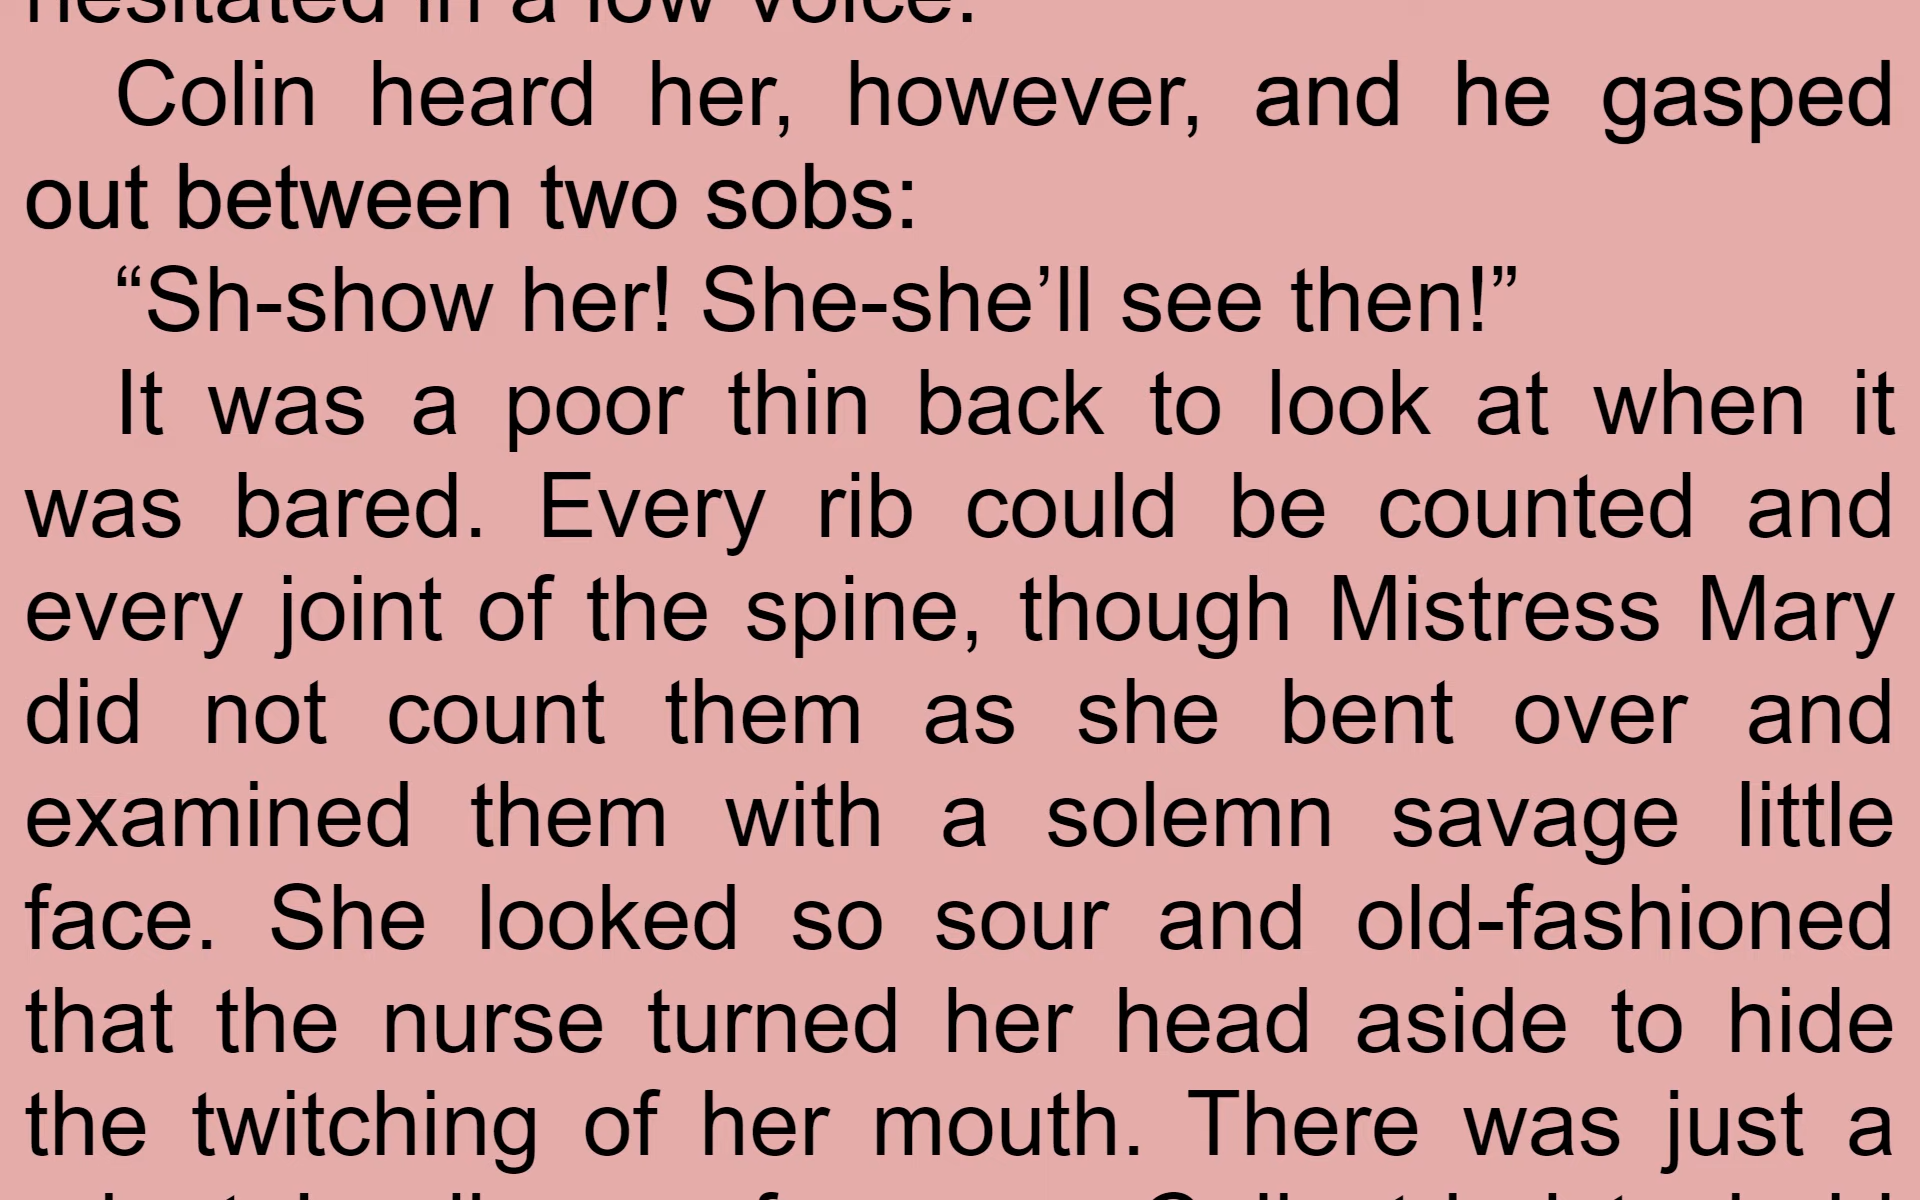 hesitated in a low voice.
Colin heard her, however, and he gasped
out between two sobs:
“Sh-show her! She-she’ll see then!”
It was a poor thin back to look at when it
was bared. Every rib could be counted and
every joint of the spine, though Mistress Mary
did not count them as she bent over and
examined them with a solemn savage little
face. She looked so sour and old-fashioned
that the nurse turned her head aside to hide
the twitching of her mouth. There was just a